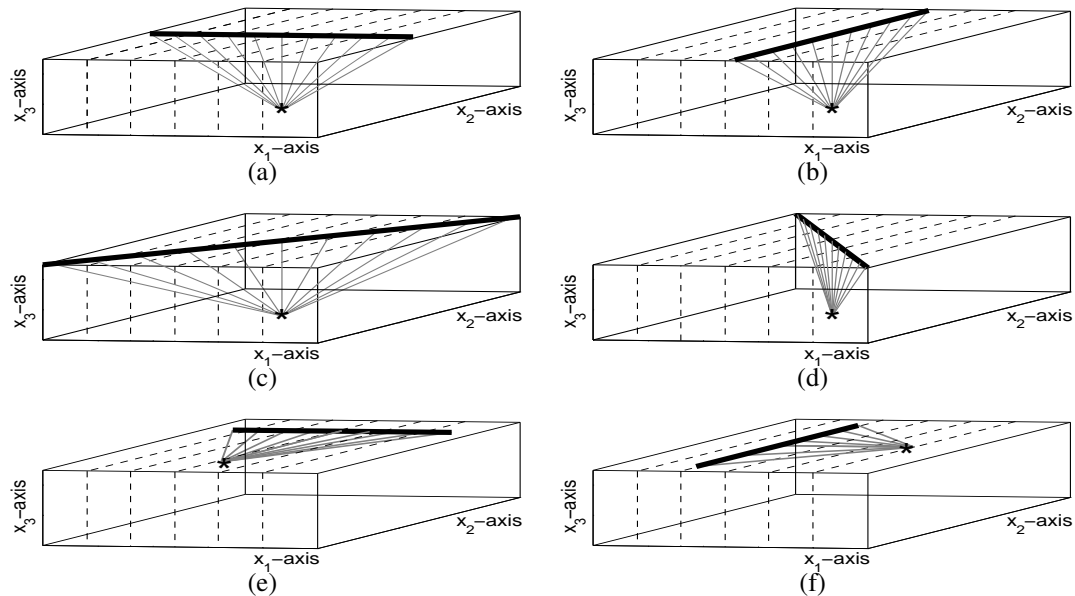 x3−axis
x2−axis
x1−axis
(a)
x3−axis
x2−axis
x1−axis
(b)
x3−axis
x2−axis
x1−axis
(c)
x3−axis
x2−axis
x1−axis
(d)
x3−axis
x2−axis
x1−axis
(e)
x3−axis
x2−axis
x1−axis
(f)